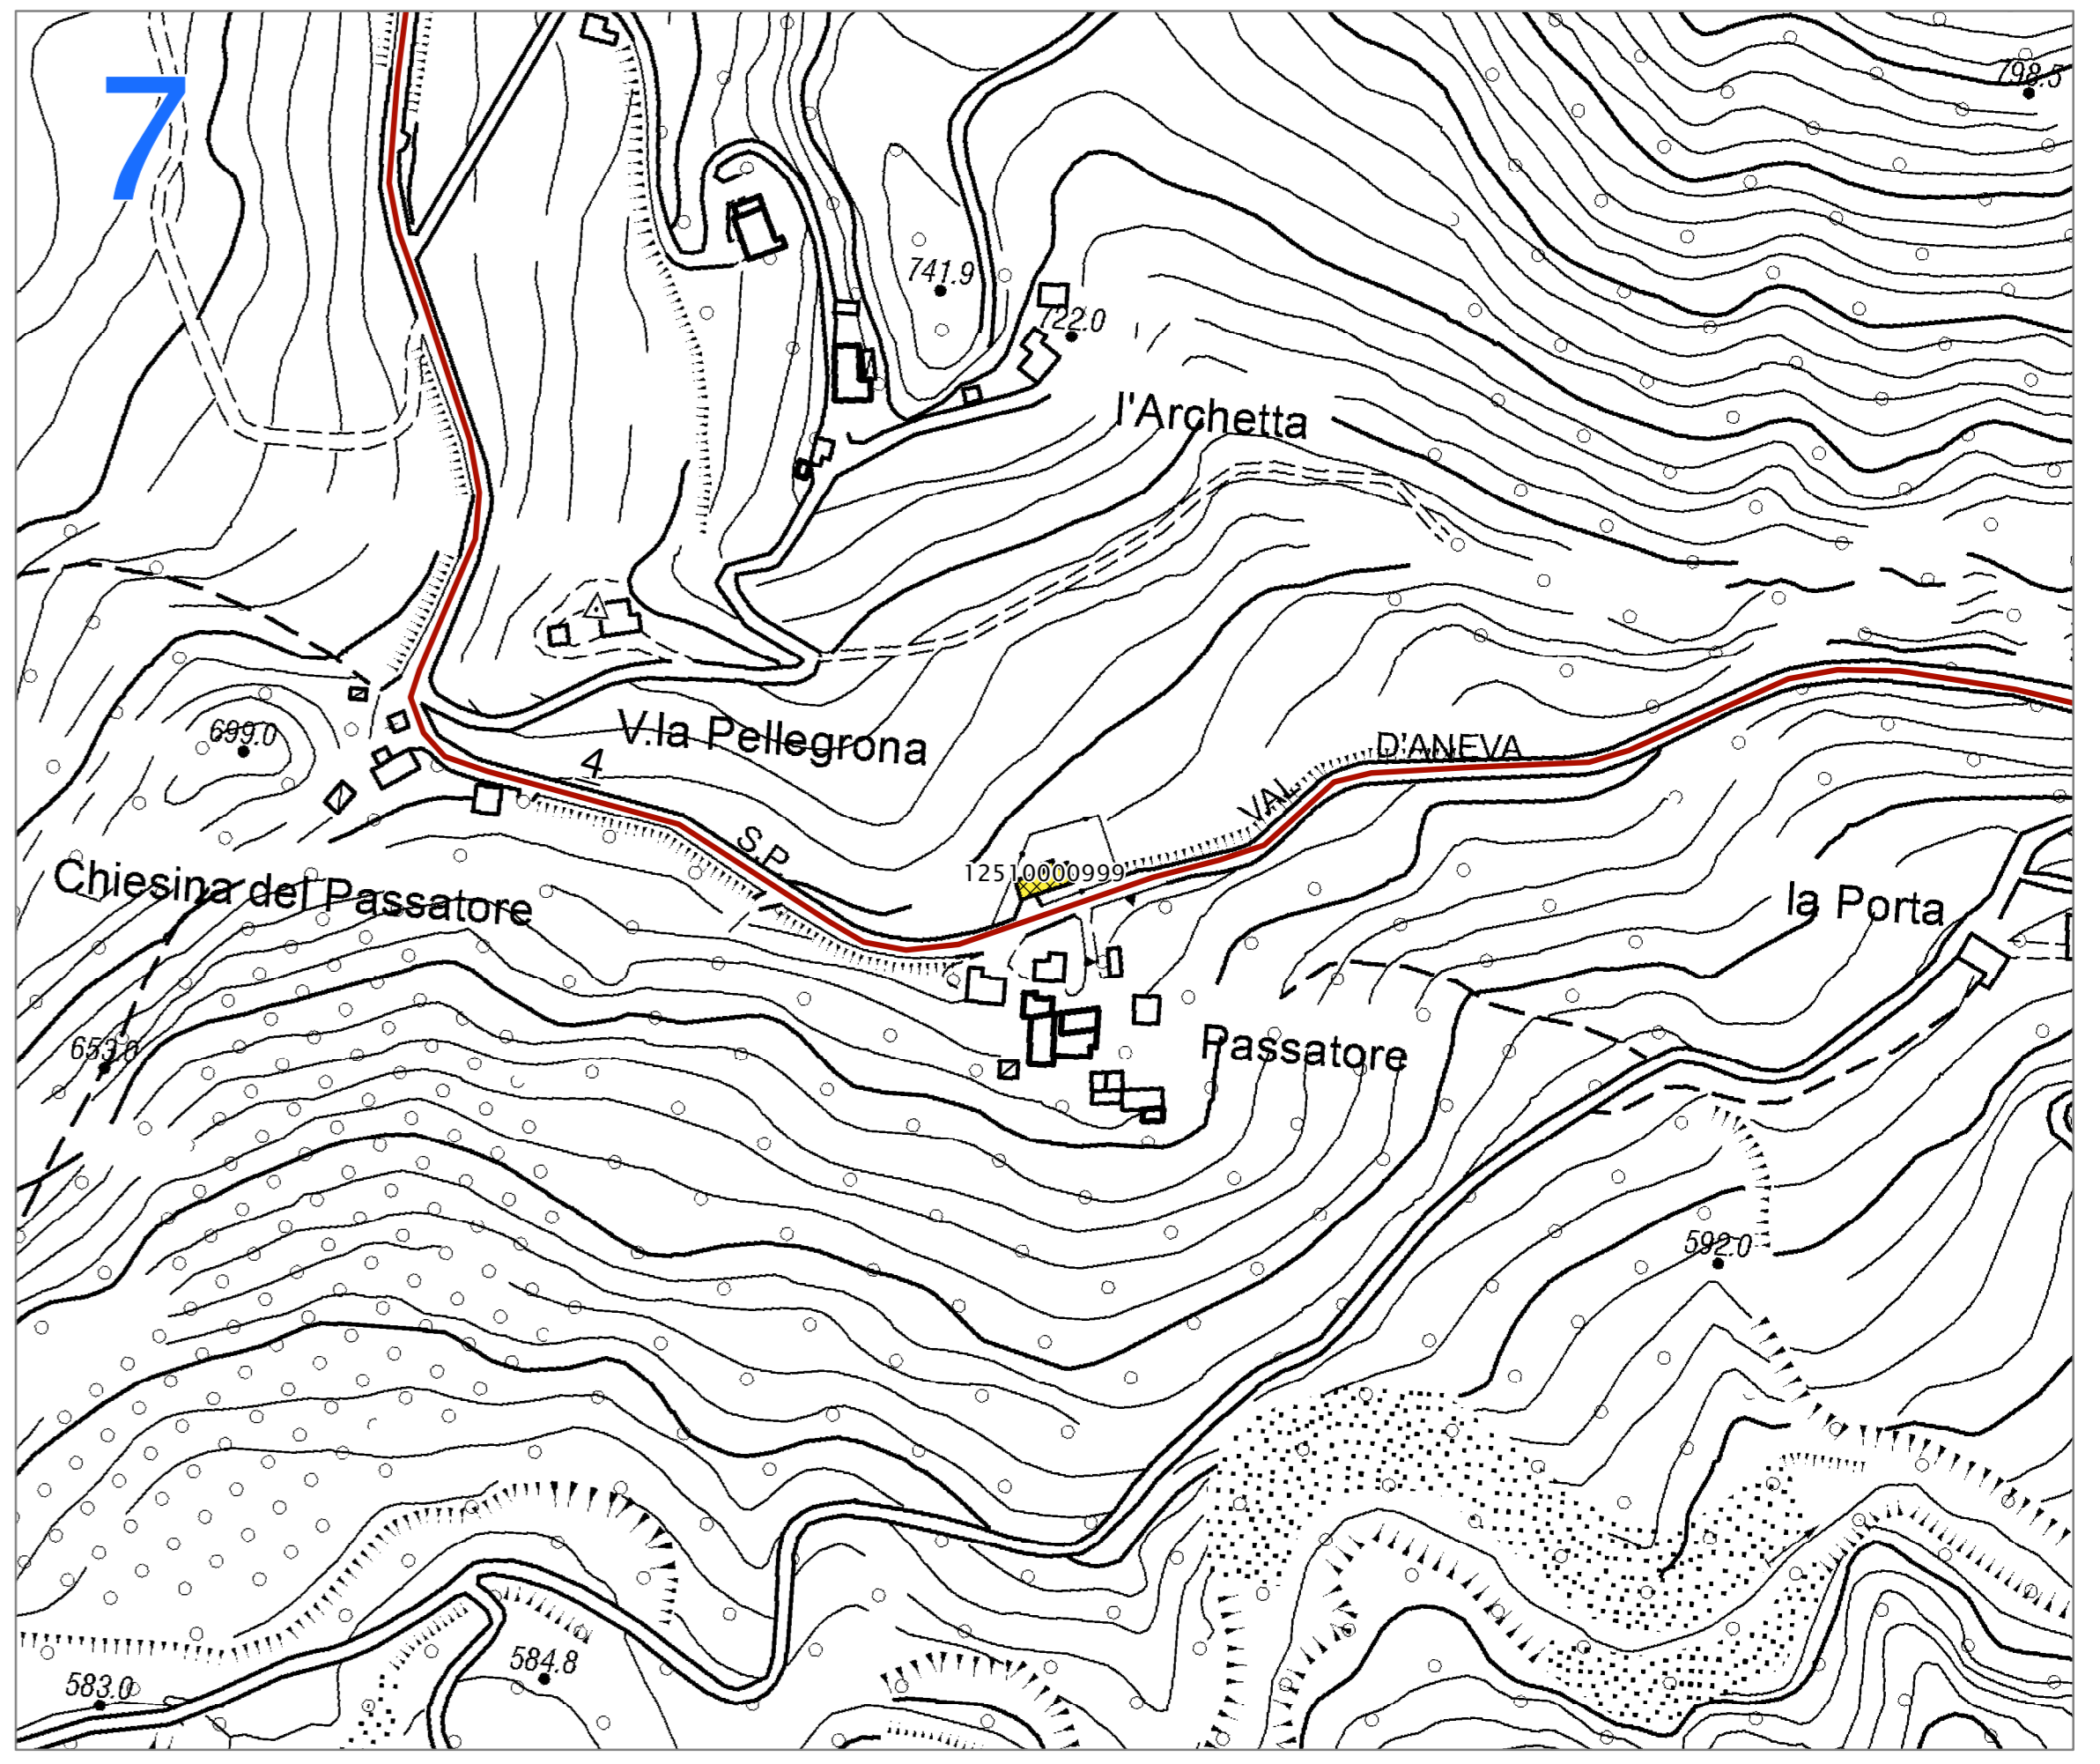 7
798.5
741.9
722.0
l'Archetta
699.0
V.la Pellegrona
4
D'ANEVA
VAL
S.P.
12510000999
Chiesina del Passatore
la Porta
653.0
Passatore
592.0
584.8
583.0